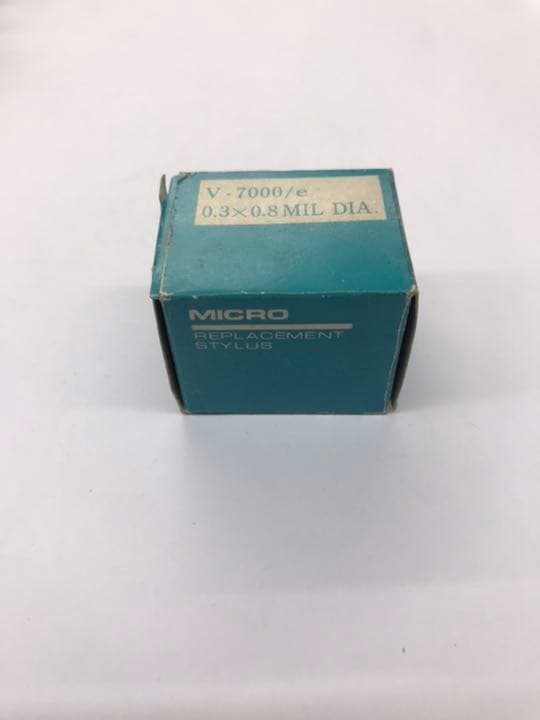 V-7000/e
0.3×0.8 MIL DIA.
MICRO
REPLACEMENT
STYLUS